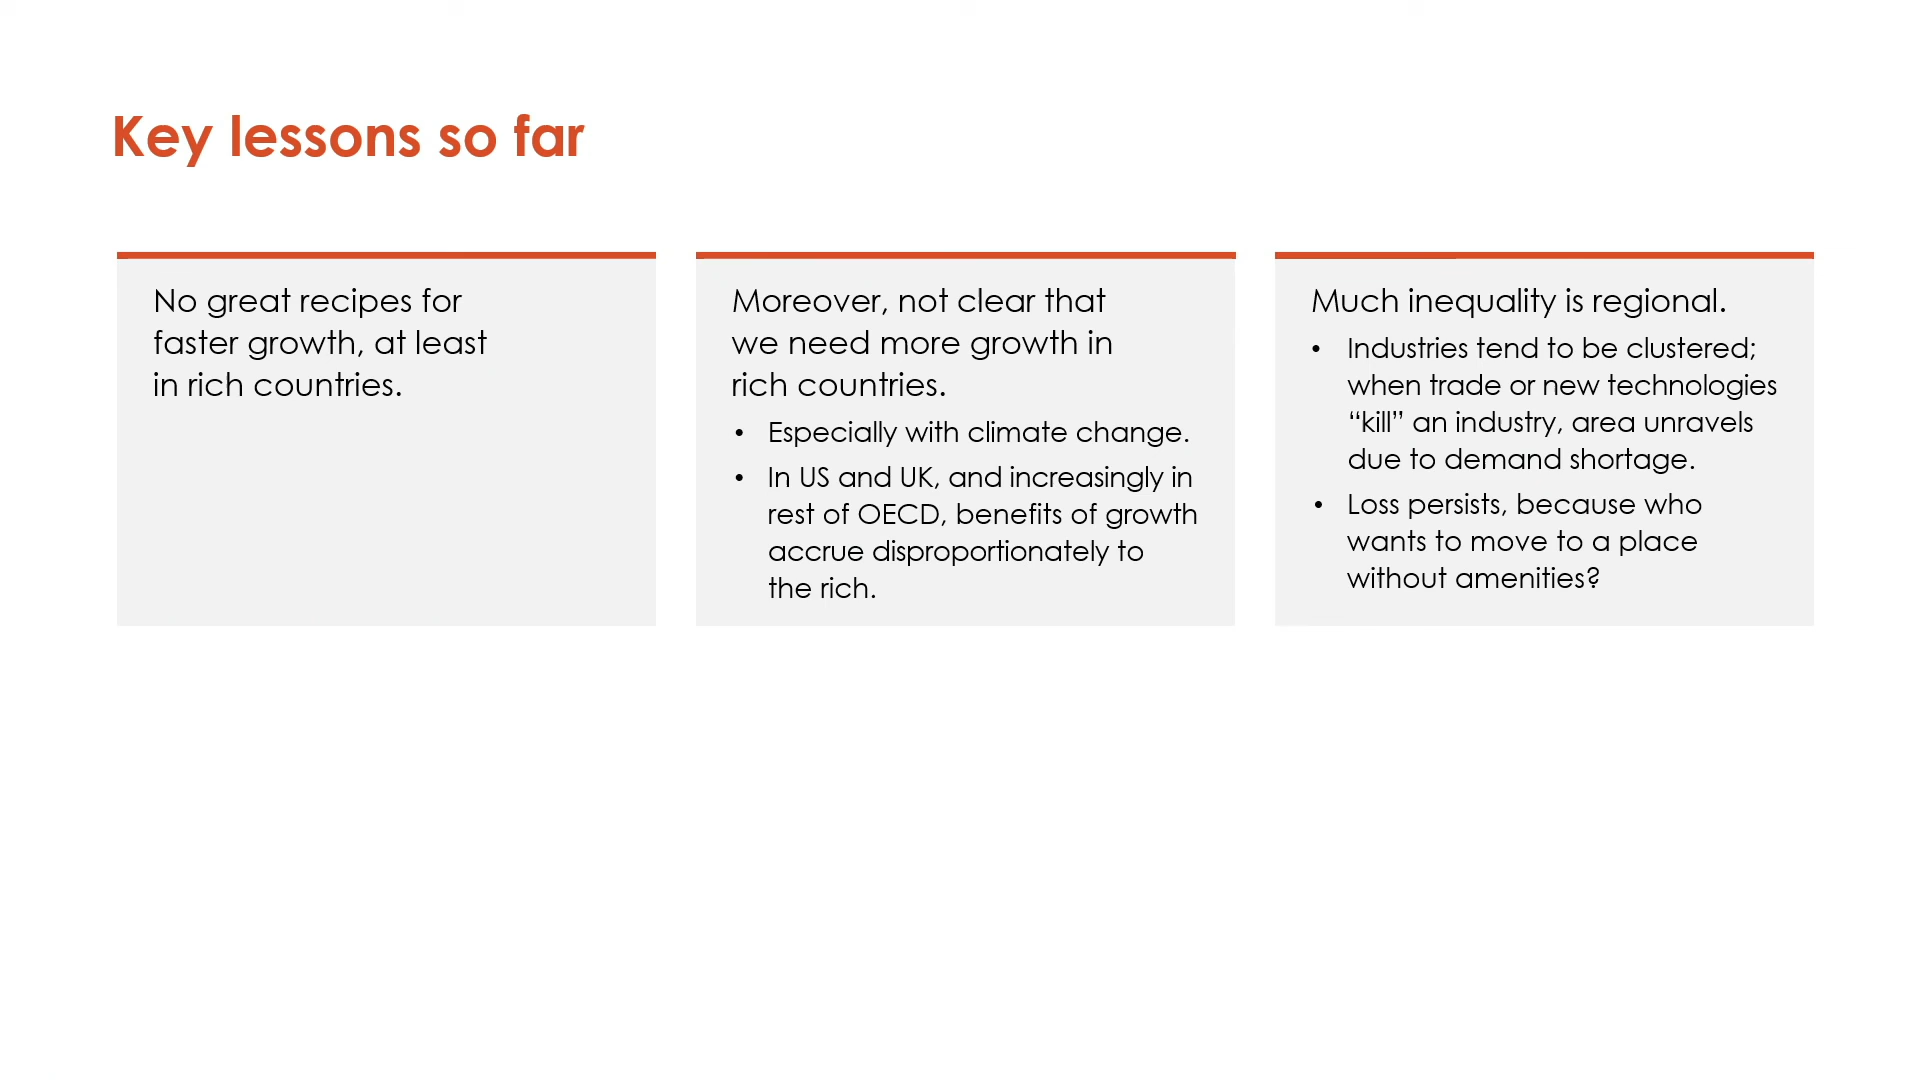 Key lessons so far
No great recipes for
faster growth, at least
in rich countries.
Moreover, not clear that
we need more growth in
rich countries.
• Especially with climate change.
• In US and UK, and increasingly in
rest of OECD, benefits of growth
accrue disproportionately to
the rich.
Much inequality is regional.
• Industries tend to be clustered;
when trade or new technologies
“kill” an industry, area unravels
due to demand shortage.
• Loss persists, because who
wants to move to a place
without amenities?